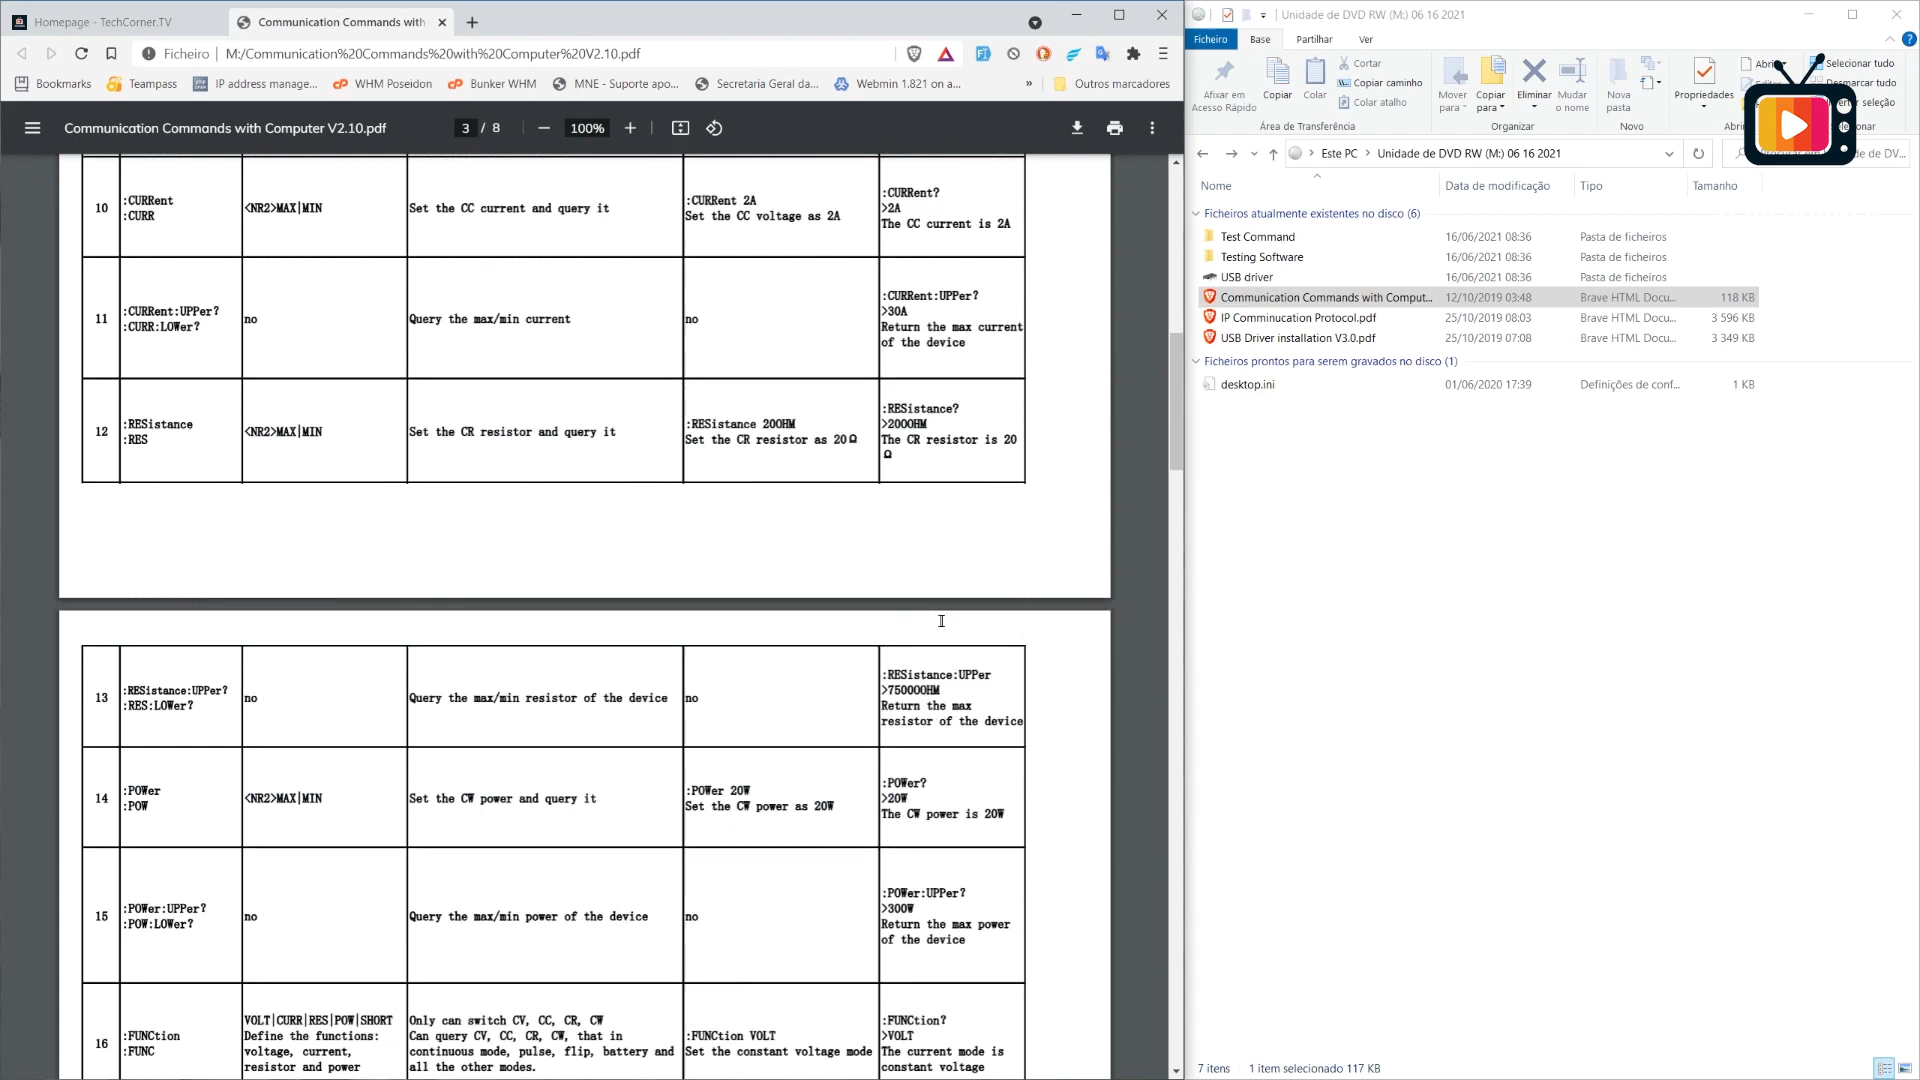 Homepage - TechCorner.TV
Communication Commands with
Ficheiro
M:/Communication%20Commands%20with%20Computer%20V2.10.pdf
Bookmarks
Teampass
IP address manage...
WHM Poseidon
Bunker WHM
MNE - Suporte apo...
Secretaria Geral da...
Webmin 1.821 on a...
»
Outros marcadores
Communication Commands with Computer V2.10.pdf
3 / 8
100%
10
:CURRent
:CURR
<NR2>MAX|MIN
Set the CC current and query it
:CURRent 2A
Set the CC voltage as 2A
:CURRent?
>2A
The CC current is 2A
11
:CURRent:UPPer?
:CURR:LOWer?
no
Query the max/min current
no
:CURRent:UPPer?
>30A
Return the max current
of the device
12
:RESistance
:RES
<NR2>MAX|MIN
Set the CR resistor and query it
:RESistance 20OHM
Set the CR resistor as 20Ω
:RESistance?
>20OHM
The CR resistor is 20
Ω
13
:RESistance:UPPer?
:RES:LOWer?
no
Query the max/min resistor of the device
no
:RESistance:UPPer
>7500OHM
Return the max
resistor of the device
14
:POWer
:POW
<NR2>MAX|MIN
Set the CW power and query it
:POWer 20W
Set the CW power as 20W
:POWer?
>20W
The CW power is 20W
15
:POWer:UPPer?
:POW:LOWer?
no
Query the max/min power of the device
no
:POWer:UPPer?
>300W
Return the max power
of the device
16
:FUNCtion
:FUNC
VOLT|CURR|RES|POW|SHORT
Define the functions:
voltage, current,
resistor and power
Only can switch CV, CC, CR, CW
Can query CV, CC, CR, CW, that in
continuous mode, pulse, flip, battery and
all the other modes.
:FUNCtion VOLT
Set the constant voltage mode
:FUNCtion?
>VOLT
The current mode is
constant voltage
Unidade de DVD RW (M:) 06 16 2021
Ficheiro
Base
Partilhar
Ver
Afixar em
Acesso Rápido
Copiar
Colar
Cortar
Copiar caminho
Colar atalho
Área de Transferência
Mover
para
Copiar
para
Eliminar
Mudar
o nome
Organizar
Nova
pasta
Novo
Propriedades
Abrir
Selecionar tudo
Desmarcar tudo
seleção
Este PC
Unidade de DVD RW (M:) 06 16 2021
de de DV...
Nome
Data de modificação
Tipo
Tamanho
Ficheiros atualmente existentes no disco (6)
Test Command 16/06/2021 08:36 Pasta de ficheiros
Testing Software 16/06/2021 08:36 Pasta de ficheiros
USB driver 16/06/2021 08:36 Pasta de ficheiros
Communication Commands with Comput... 12/10/2019 03:48 Brave HTML Docu... 118 KB
IP Comminucation Protocol.pdf 25/10/2019 08:03 Brave HTML Docu... 3 596 KB
USB Driver installation V3.0.pdf 25/10/2019 07:08 Brave HTML Docu... 3 349 KB
Ficheiros prontos para serem gravados no disco (1)
desktop.ini 01/06/2020 17:39 Definições de conf... 1 KB
7 itens
1 item selecionado 117 KB